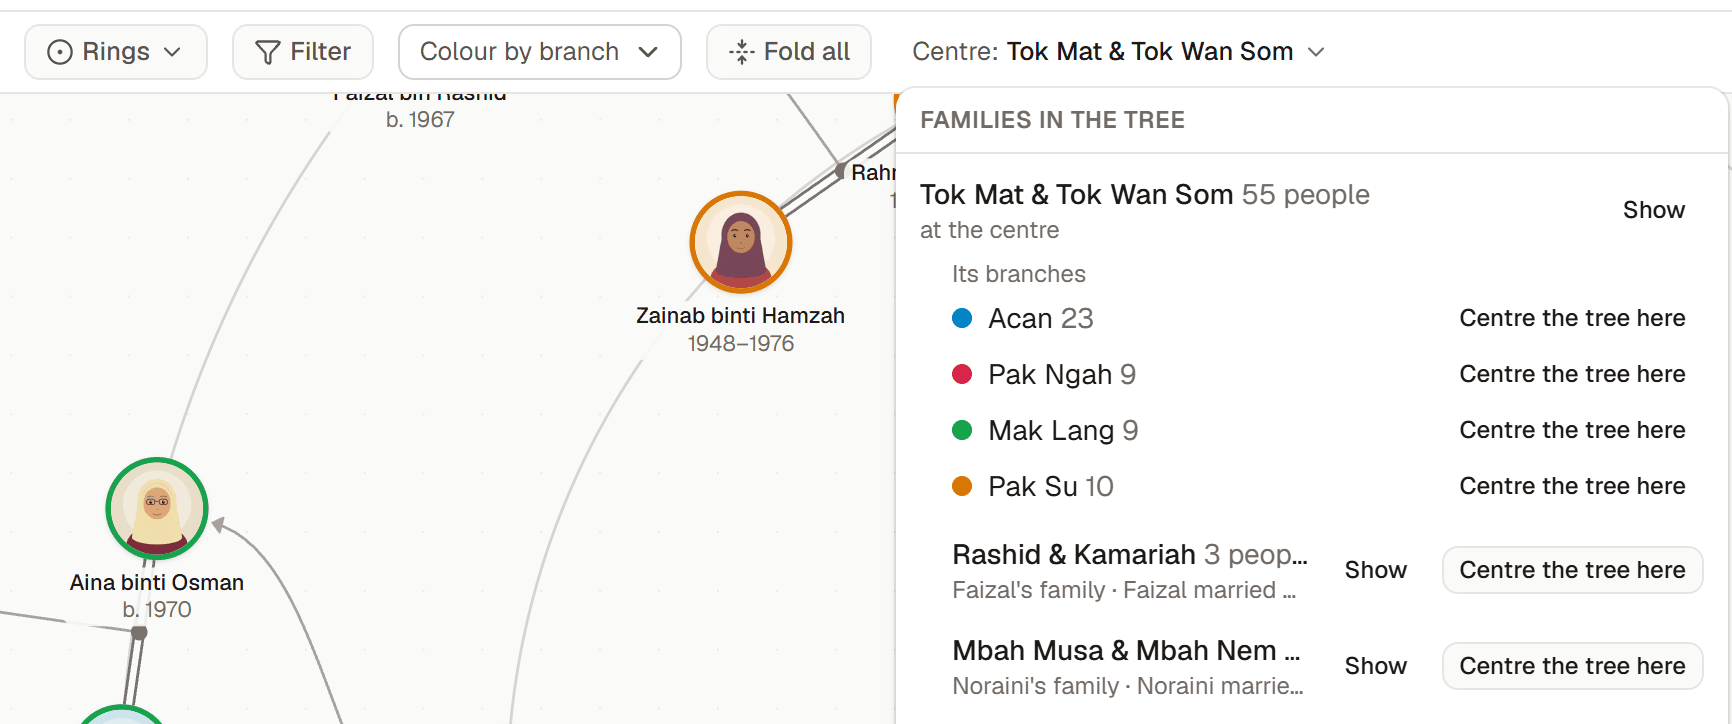 Rings
Filter
Colour by branch
Fold all
Centre: Tok Mat & Tok Wan Som
Faizal bin Rashid
b. 1967
Zainab binti Hamzah
1948–1976
Aina binti Osman
b. 1970
FAMILIES IN THE TREE
Tok Mat & Tok Wan Som 55 people
at the centre
Show
Its branches
Acan 23
Centre the tree here
Pak Ngah 9
Centre the tree here
Mak Lang 9
Centre the tree here
Pak Su 10
Centre the tree here
Rashid & Kamariah 3 peop...
Faizal's family · Faizal married ...
Show
Centre the tree here
Mbah Musa & Mbah Nem ...
Noraini's family · Noraini marrie...
Show
Centre the tree here